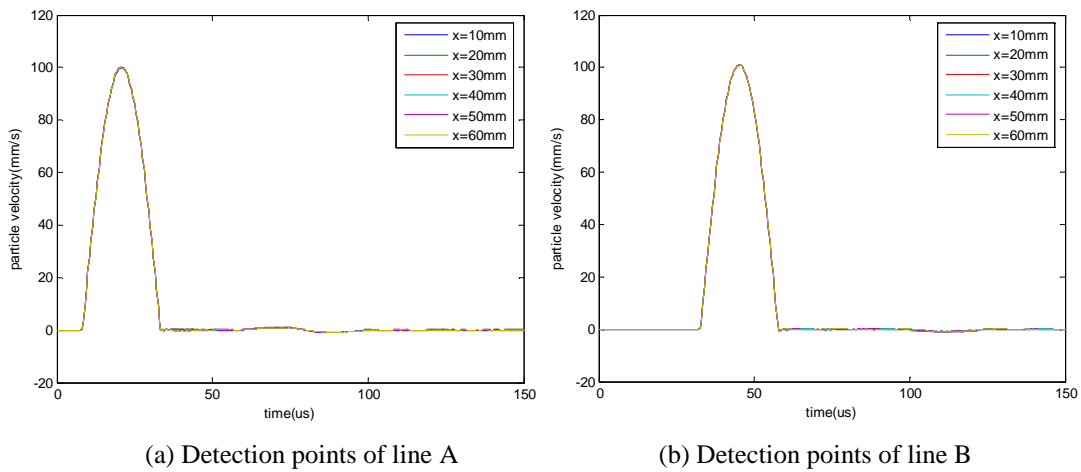 120
100
80
60
40
20
0
-20
particle velocity(mm/s)
0
50
100
150
time(us)
x=10mm
x=20mm
x=30mm
x=40mm
x=50mm
x=60mm
(a) Detection points of line A
120
100
80
60
40
20
0
-20
particle velocity(mm/s)
0
50
100
150
time(us)
x=10mm
x=20mm
x=30mm
x=40mm
x=50mm
x=60mm
(b) Detection points of line B